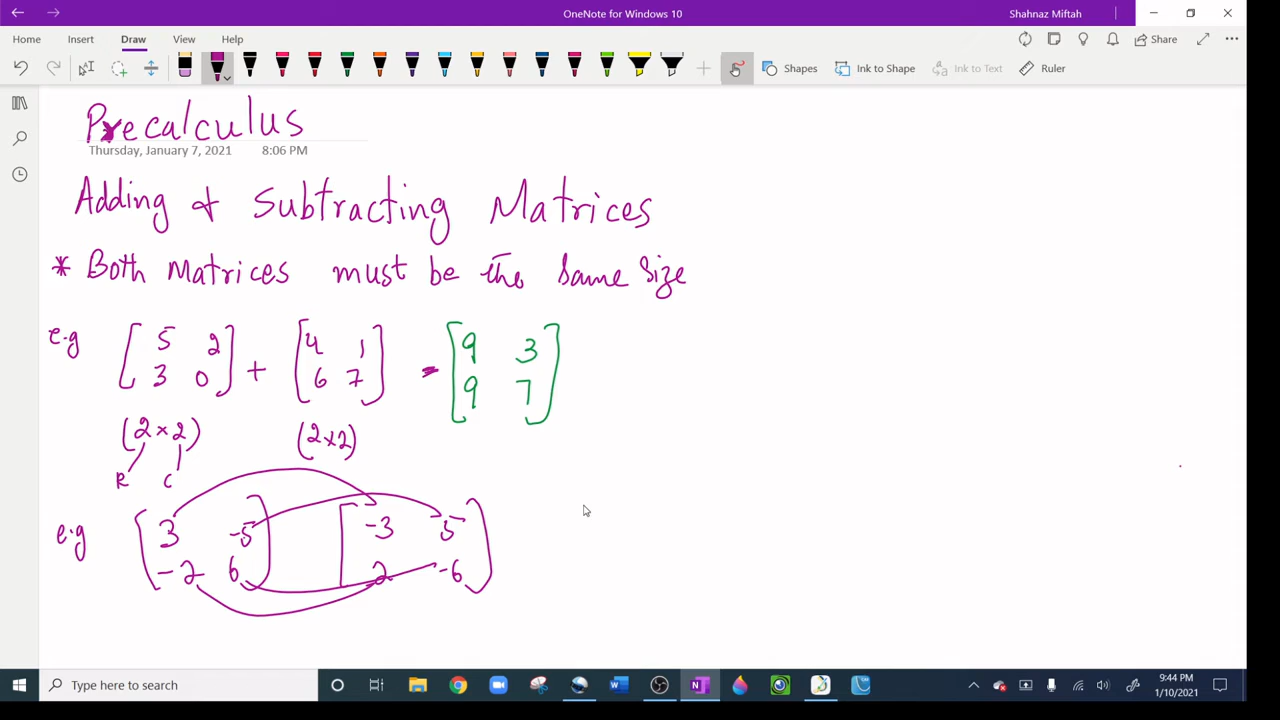 OneNote for Windows 10
Shahnaz Miftah
Home Insert Draw View Help
Share
Shapes Ink to Shape Ink to Text Ruler
Precalculus
Thursday, January 7, 2021 8:06 PM
Adding & Subtracting Matrices
* Both Matrices must be the same size
e.g [5 2] [4 1] [9 3]
[3 0] + [6 7] = [9 7]
(2×2) (2×2)
R C
e.g [3 -5] [-3 5]
[-2 6] [2 -6]
Type here to search
9:44 PM
1/10/2021